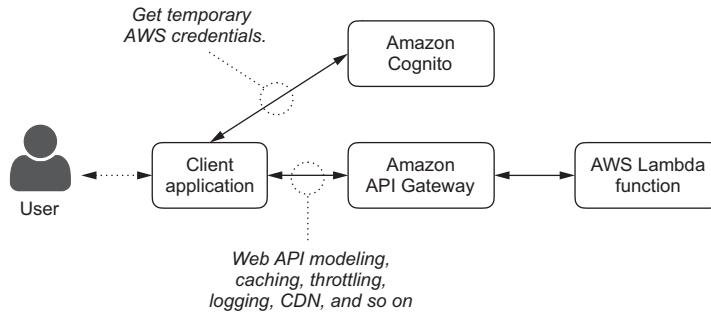 Get temporary
AWS credentials.
Amazon
Cognito
User
Client
application
Amazon
API Gateway
AWS Lambda
function
Web API modeling,
caching, throttling,
logging, CDN, and so on